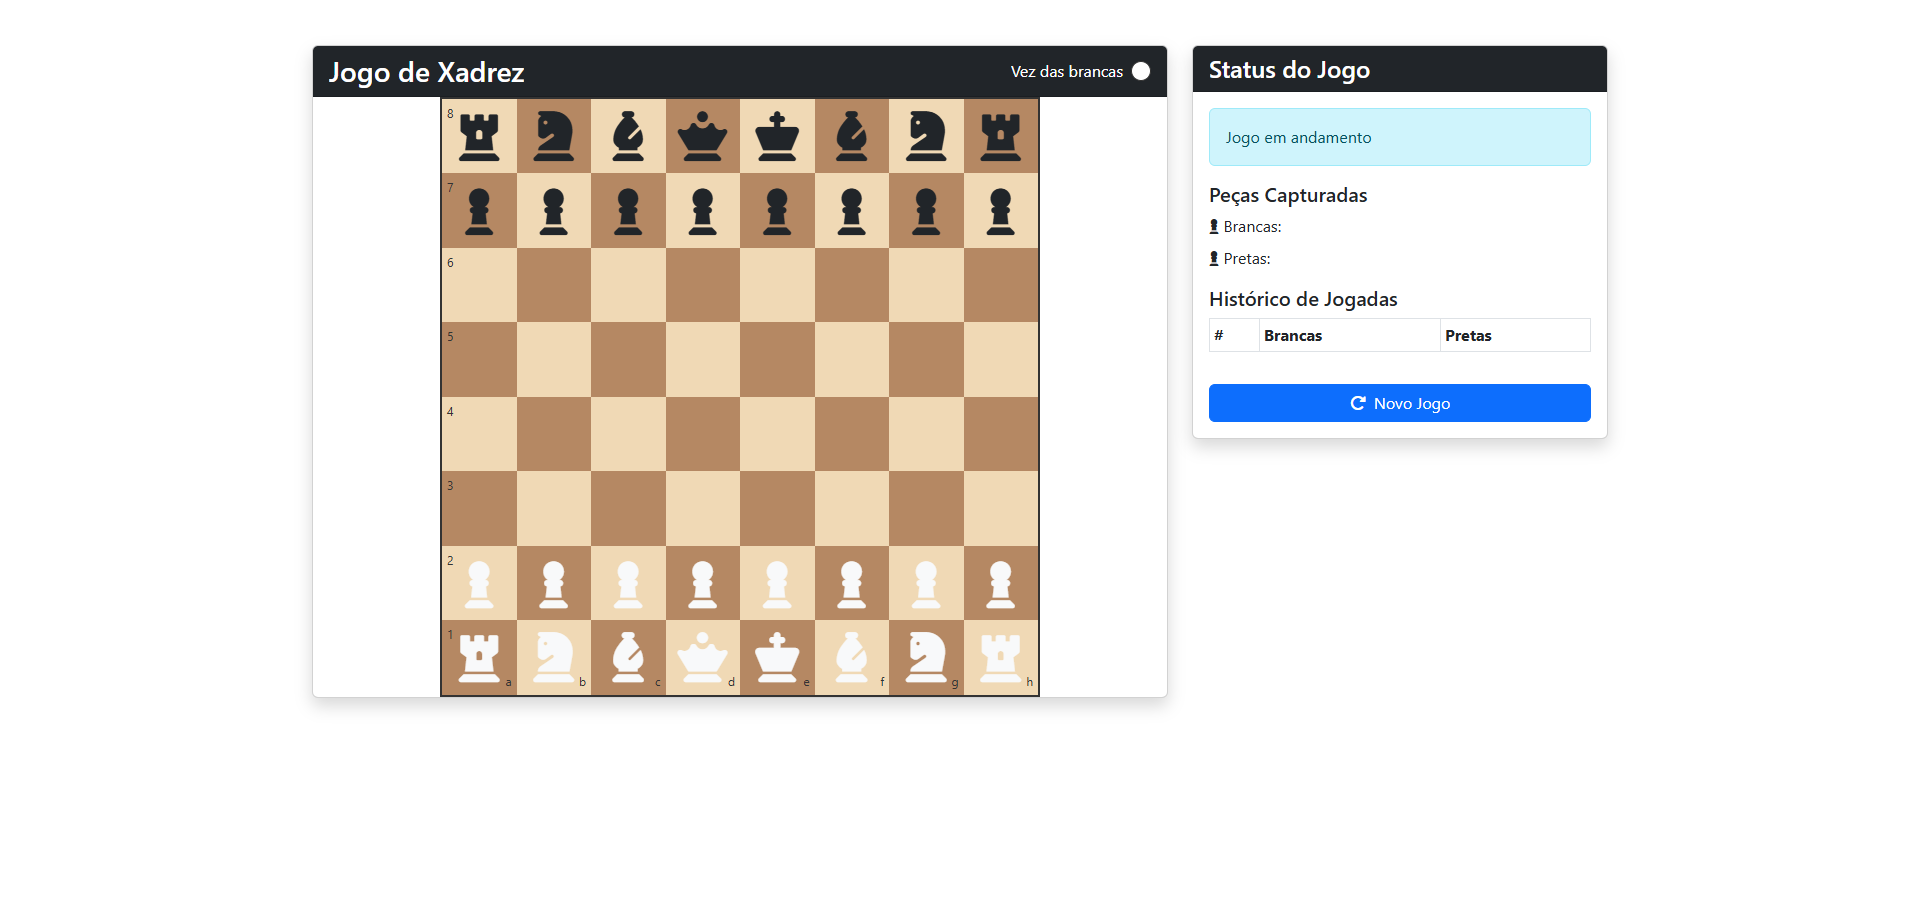 Jogo de Xadrez
Vez das brancas
8
7
6
5
4
3
2
1
a b c d e f g h
Status do Jogo
Jogo em andamento
Peças Capturadas
Brancas:
Pretas:
Histórico de Jogadas
# Brancas Pretas
Novo Jogo